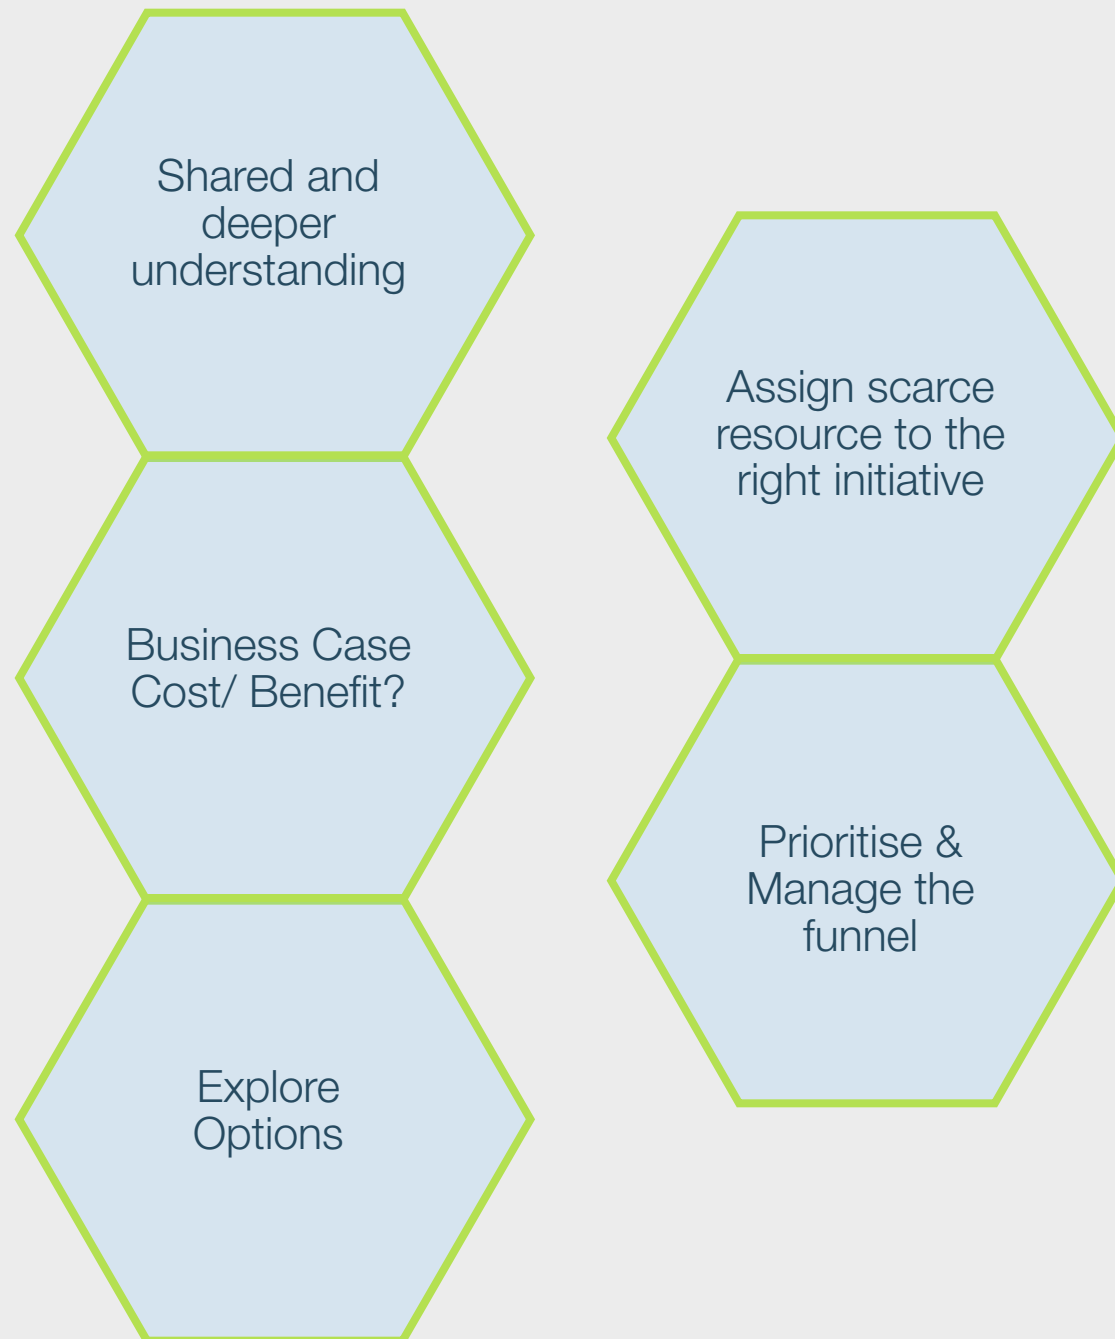 Shared and
deeper
understanding
Business Case
Cost/ Benefit?
Explore
Options
Assign scarce
resource to the
right initiative
Prioritise &
Manage the
funnel